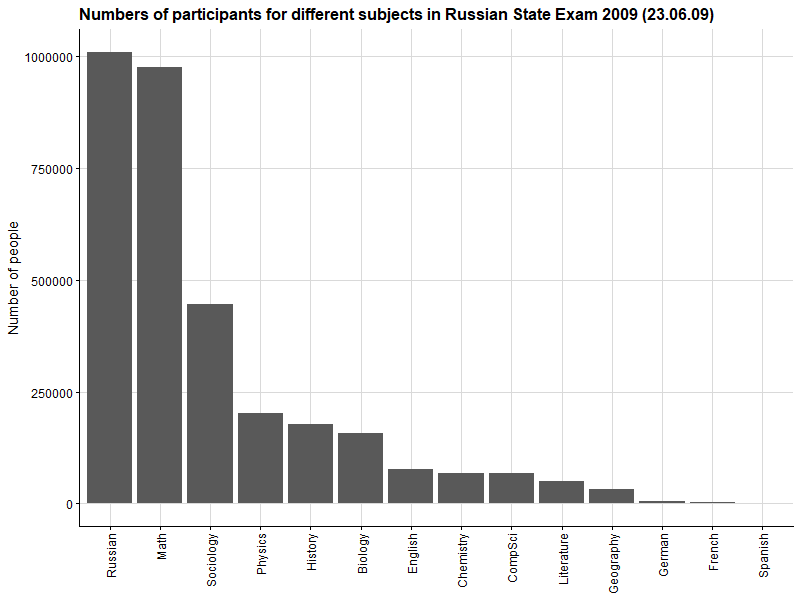 Numbers of participants for different subjects in Russian State Exam 2009 (23.06.09)
Number of people
1000000
750000
500000
250000
0
Russian
Math
Sociology
Physics
History
Biology
English
Chemistry
CompSci
Literature
Geography
German
French
Spanish